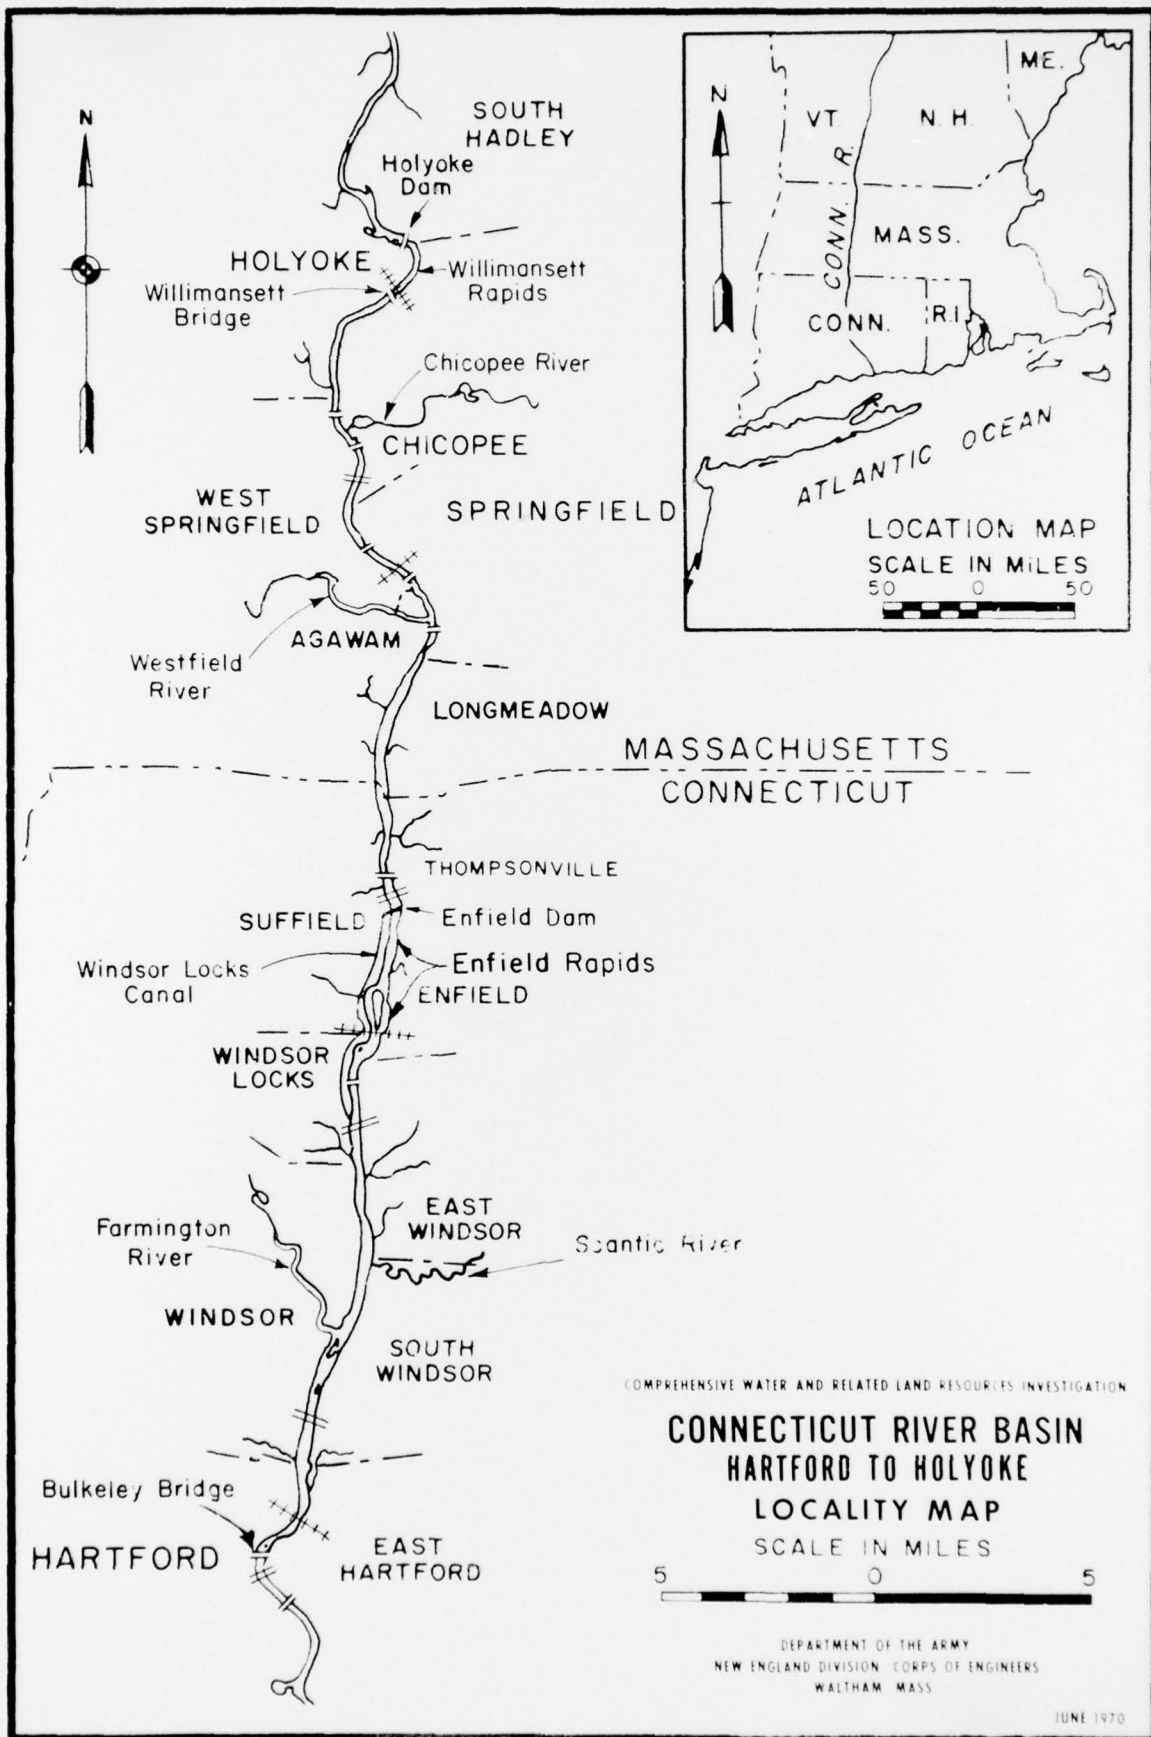 SOUTH
HADLEY
N
Holyoke
Dam
HOLYOKE
Willimansett
Rapids
Willimansett
Bridge
Chicopee River
CHICOPEE
WEST
SPRINGFIELD
SPRINGFIELD
AGAWAM
Westfield
River
LONGMEADOW
MASSACHUSETTS
CONNECTICUT
THOMPSONVILLE
SUFFIELD
Enfield Dam
Windsor Locks
Canal
Enfield Rapids
ENFIELD
WINDSOR
LOCKS
EAST
WINDSOR
Farmington
River
Scantic River
WINDSOR
SOUTH
WINDSOR
Bulkeley Bridge
HARTFORD
EAST
HARTFORD
N
ME.
VT.
N. H.
CONN. R.
MASS.
CONN.
R.I.
ATLANTIC OCEAN
LOCATION MAP
SCALE IN MILES
50 0 50
COMPREHENSIVE WATER AND RELATED LAND RESOURCES INVESTIGATION
CONNECTICUT RIVER BASIN
HARTFORD TO HOLYOKE
LOCALITY MAP
SCALE IN MILES
5 0 5
DEPARTMENT OF THE ARMY
NEW ENGLAND DIVISION CORPS OF ENGINEERS
WALTHAM MASS
JUNE 1970